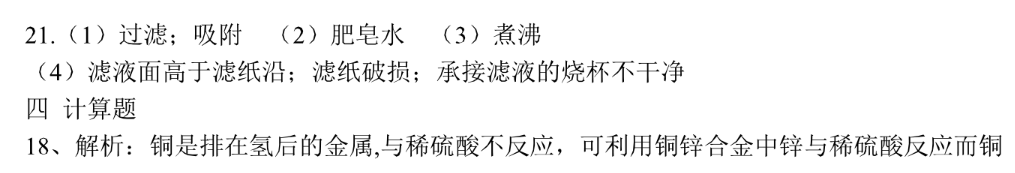 21.（1）过滤；吸附　（2）肥皂水　（3）煮沸
（4）滤液面高于滤纸沿；滤纸破损；承接滤液的烧杯不干净
四 计算题
18、解析：铜是排在氢后的金属,与稀硫酸不反应，可利用铜锌合金中锌与稀硫酸反应而铜